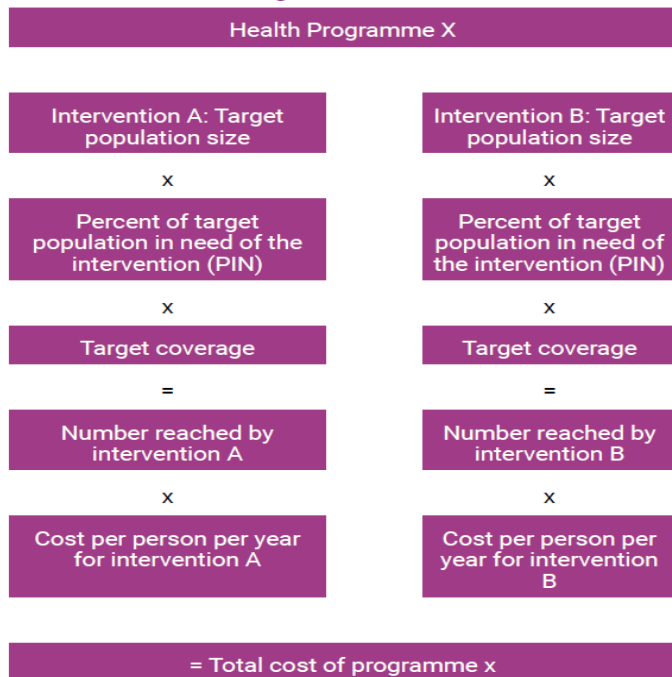 Health Programme X
Intervention A: Target
population size
x
Percent of target
population in need of the
intervention (PIN)
x
Target coverage
=
Number reached by
intervention A
x
Cost per person per year
for intervention A
Intervention B: Target
population size
x
Percent of target
population in need of
the intervention (PIN)
x
Target coverage
=
Number reached by
intervention B
x
Cost per person per
year for intervention
B
= Total cost of programme x